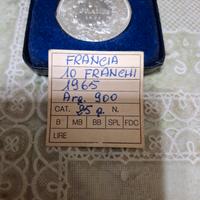 FRANCIA
10 FRANCHI
1965
Arg. 900
CAT. 25 g. N.
B MB BB SPL FDC
LIRE